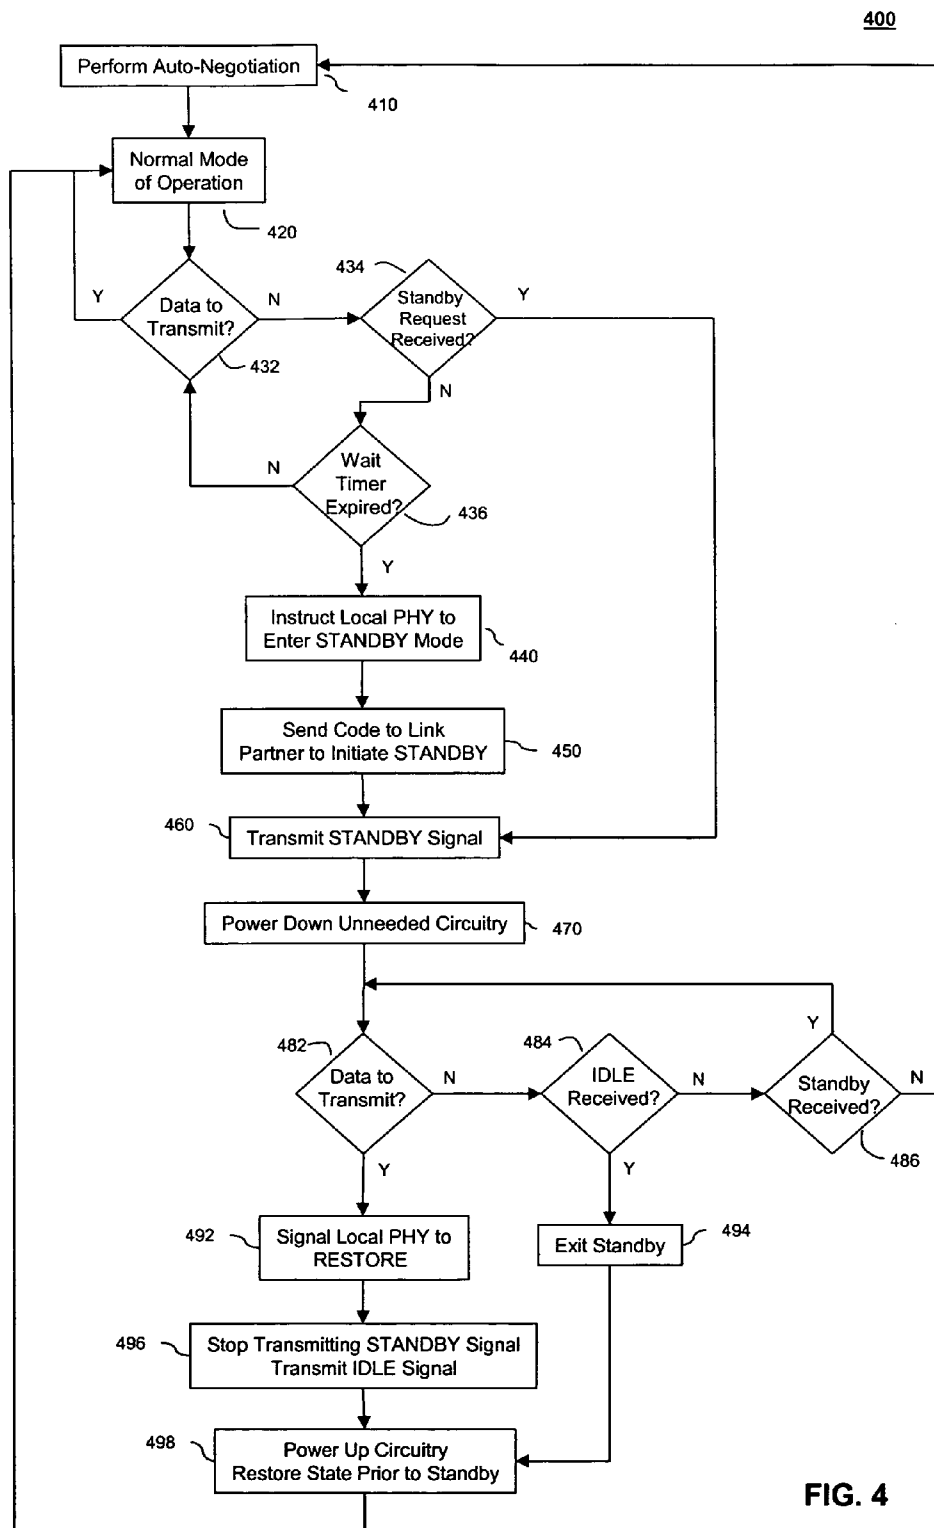 400
Perform Auto-Negotiation
410
Normal Mode
of Operation
420
434
Y
Data to
Transmit?
N
Standby
Request
Received?
Y
432
N
N
Wait
Timer
Expired?
436
Y
Instruct Local PHY to
Enter STANDBY Mode
440
Send Code to Link
Partner to Initiate STANDBY
450
460
Transmit STANDBY Signal
Power Down Unneeded Circuitry
470
Y
482
484
Data to
Transmit?
N
IDLE
Received?
N
Standby
Received?
N
486
Y
Y
492
Signal Local PHY to
RESTORE
Exit Standby
494
496
Stop Transmitting STANDBY Signal
Transmit IDLE Signal
498
Power Up Circuitry
Restore State Prior to Standby
FIG. 4